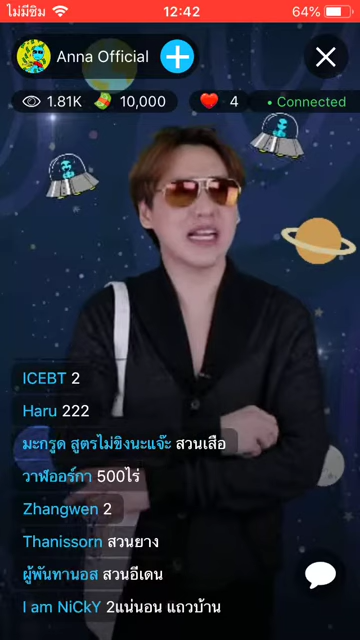 ไม่มีซิม 12:42 64%
Anna Official
1.81K 10,000 4 • Connected
ICEBT 2
Haru 222
มะกรูด สูตรไม่ขิงนะแจ๊ะ สวนเสือ
วาฬออร์กา 500ไร่
Zhangwen 2
Thanissorn สวนยาง
ผู้พันทานอส สวนอีเดน
I am NiCkY 2แน่นอน แถวบ้าน